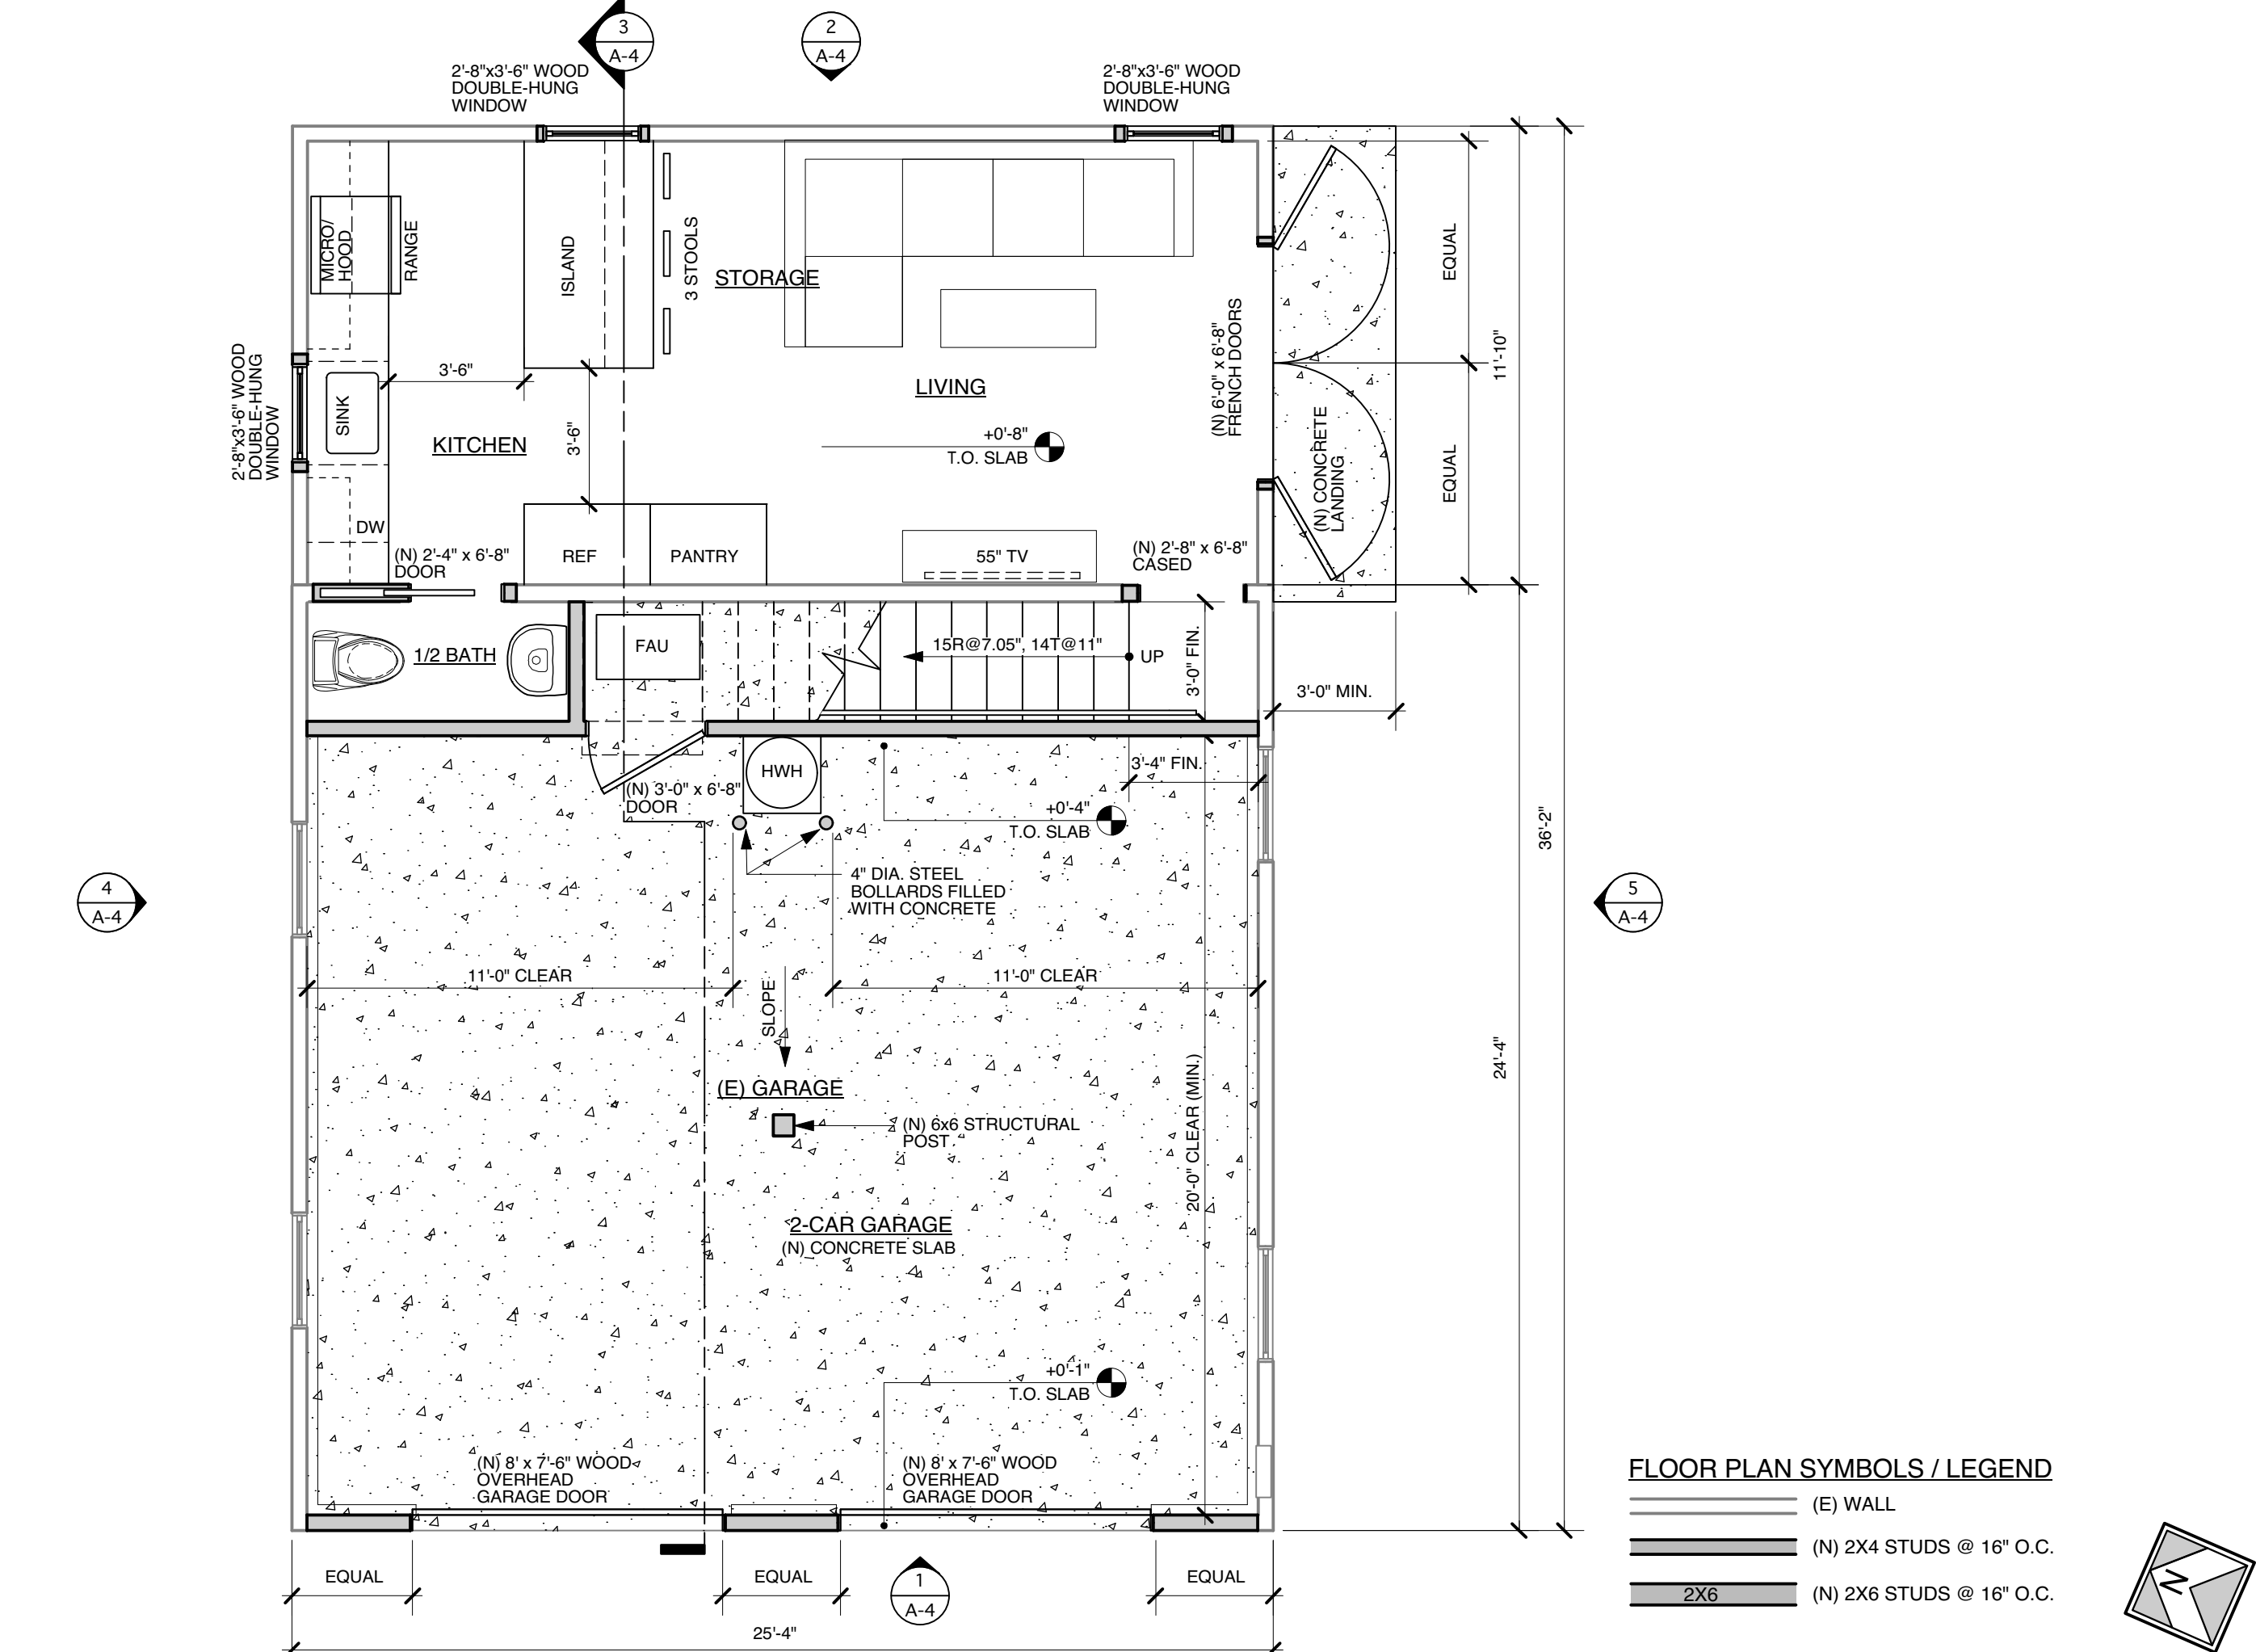 3
A-4
2
A-4
2'-8"x3'-6" WOOD
DOUBLE-HUNG
WINDOW
2'-8"x3'-6" WOOD
DOUBLE-HUNG
WINDOW
MICRO/
HOOD
RANGE
ISLAND
3 STOOLS
STORAGE
EQUAL
11'-10"
(N) 6'-0" x 6'-8"
FRENCH DOORS
2'-8"x3'-6" WOOD
DOUBLE-HUNG
WINDOW
SINK
3'-6"
LIVING
KITCHEN
3'-6"
+0'-8"
T.O. SLAB
(N) CONCRETE
LANDING
EQUAL
DW
(N) 2'-4" x 6'-8"
DOOR
REF
PANTRY
55" TV
(N) 2'-8" x 6'-8"
CASED
1/2 BATH
FAU
15R@7.05", 14T@11"
UP
3'-0" FIN.
3'-0" MIN.
HWH
3'-4" FIN.
(N) 3'-0" x 6'-8"
DOOR
+0'-4"
T.O. SLAB
36'-2"
4
A-4
4" DIA. STEEL
BOLLARDS FILLED
WITH CONCRETE
5
A-4
11'-0" CLEAR
11'-0" CLEAR
SLOPE
24'-4"
(E) GARAGE
(N) 6x6 STRUCTURAL
POST
20'-0" CLEAR (MIN.)
2-CAR GARAGE
(N) CONCRETE SLAB
+0'-1"
T.O. SLAB
(N) 8' x 7'-6" WOOD
OVERHEAD
GARAGE DOOR
(N) 8' x 7'-6" WOOD
OVERHEAD
GARAGE DOOR
FLOOR PLAN SYMBOLS / LEGEND
(E) WALL
(N) 2X4 STUDS @ 16" O.C.
2X6
(N) 2X6 STUDS @ 16" O.C.
N
EQUAL
EQUAL
EQUAL
1
A-4
25'-4"